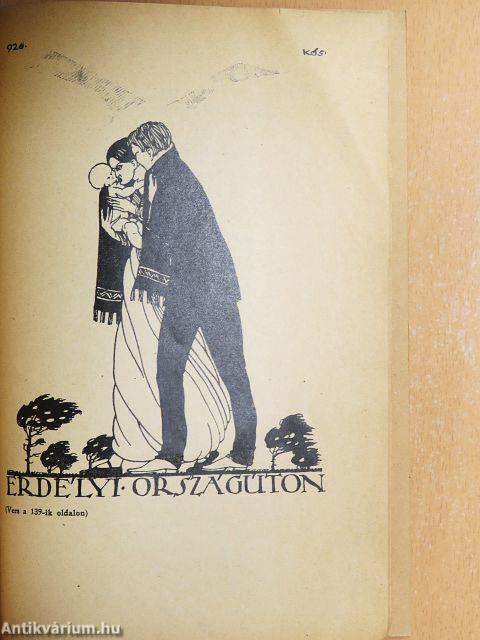 920.
Kós.
ERDÉLYI·ORSZÁGÚTON
(Vers a 139-ik oldalon)
Antikvárium.hu